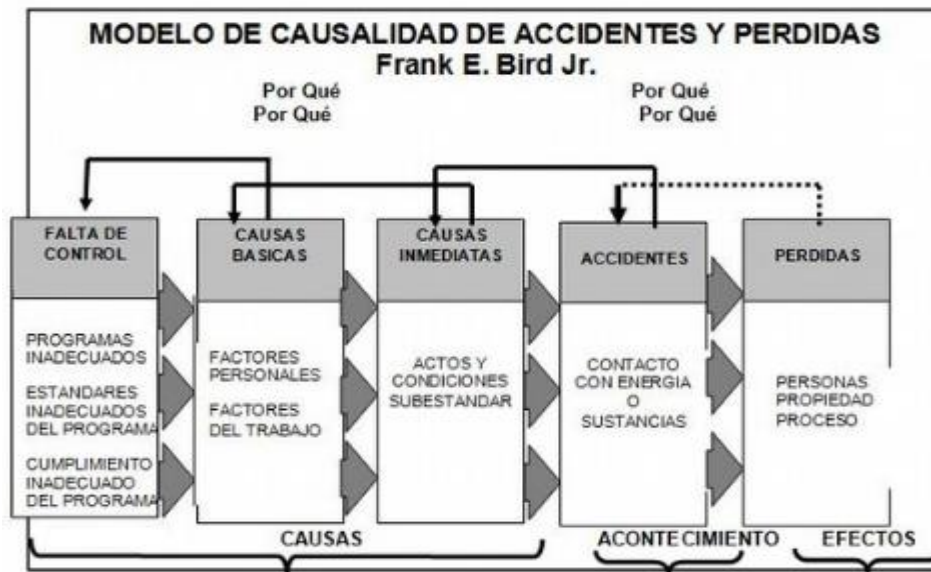 MODELO DE CAUSALIDAD DE ACCIDENTES Y PERDIDAS
Frank E. Bird Jr.
Por Qué
Por Qué
Por Qué
Por Qué
FALTA DE
CONTROL
PROGRAMAS
INADECUADOS
ESTANDARES
INADECUADOS
DEL PROGRAMA
CUMPLIMIENTO
INADECUADO
DEL PROGRAMA
CAUSAS
BASICAS
FACTORES
PERSONALES
FACTORES
DEL TRABAJO
CAUSAS
INMEDIATAS
ACTOS Y
CONDICIONES
SUBESTANDAR
ACCIDENTES
CONTACTO
CON ENERGIA
O
SUSTANCIAS
PERDIDAS
PERSONAS
PROPIEDAD
PROCESO
CAUSAS
ACONTECIMIENTO
EFECTOS